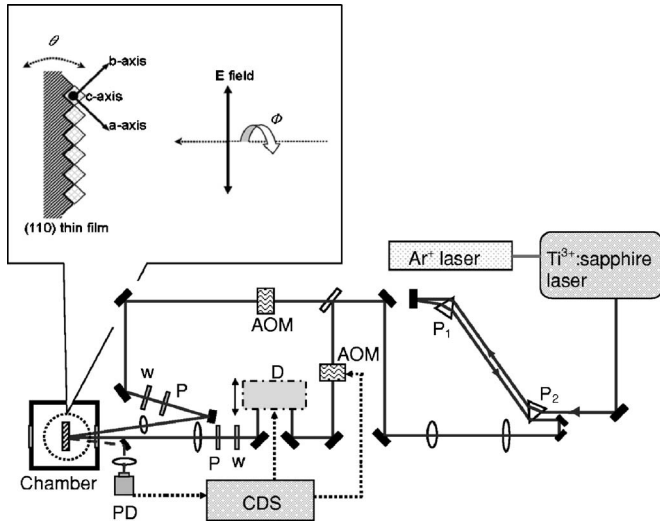 θ
b-axis
c-axis
a-axis
(110) thin film
E field
Φ
Ar⁺ laser
Ti³⁺:sapphire
laser
AOM
P₁
AOM
D
P₂
w
P
P
w
Chamber
PD
CDS